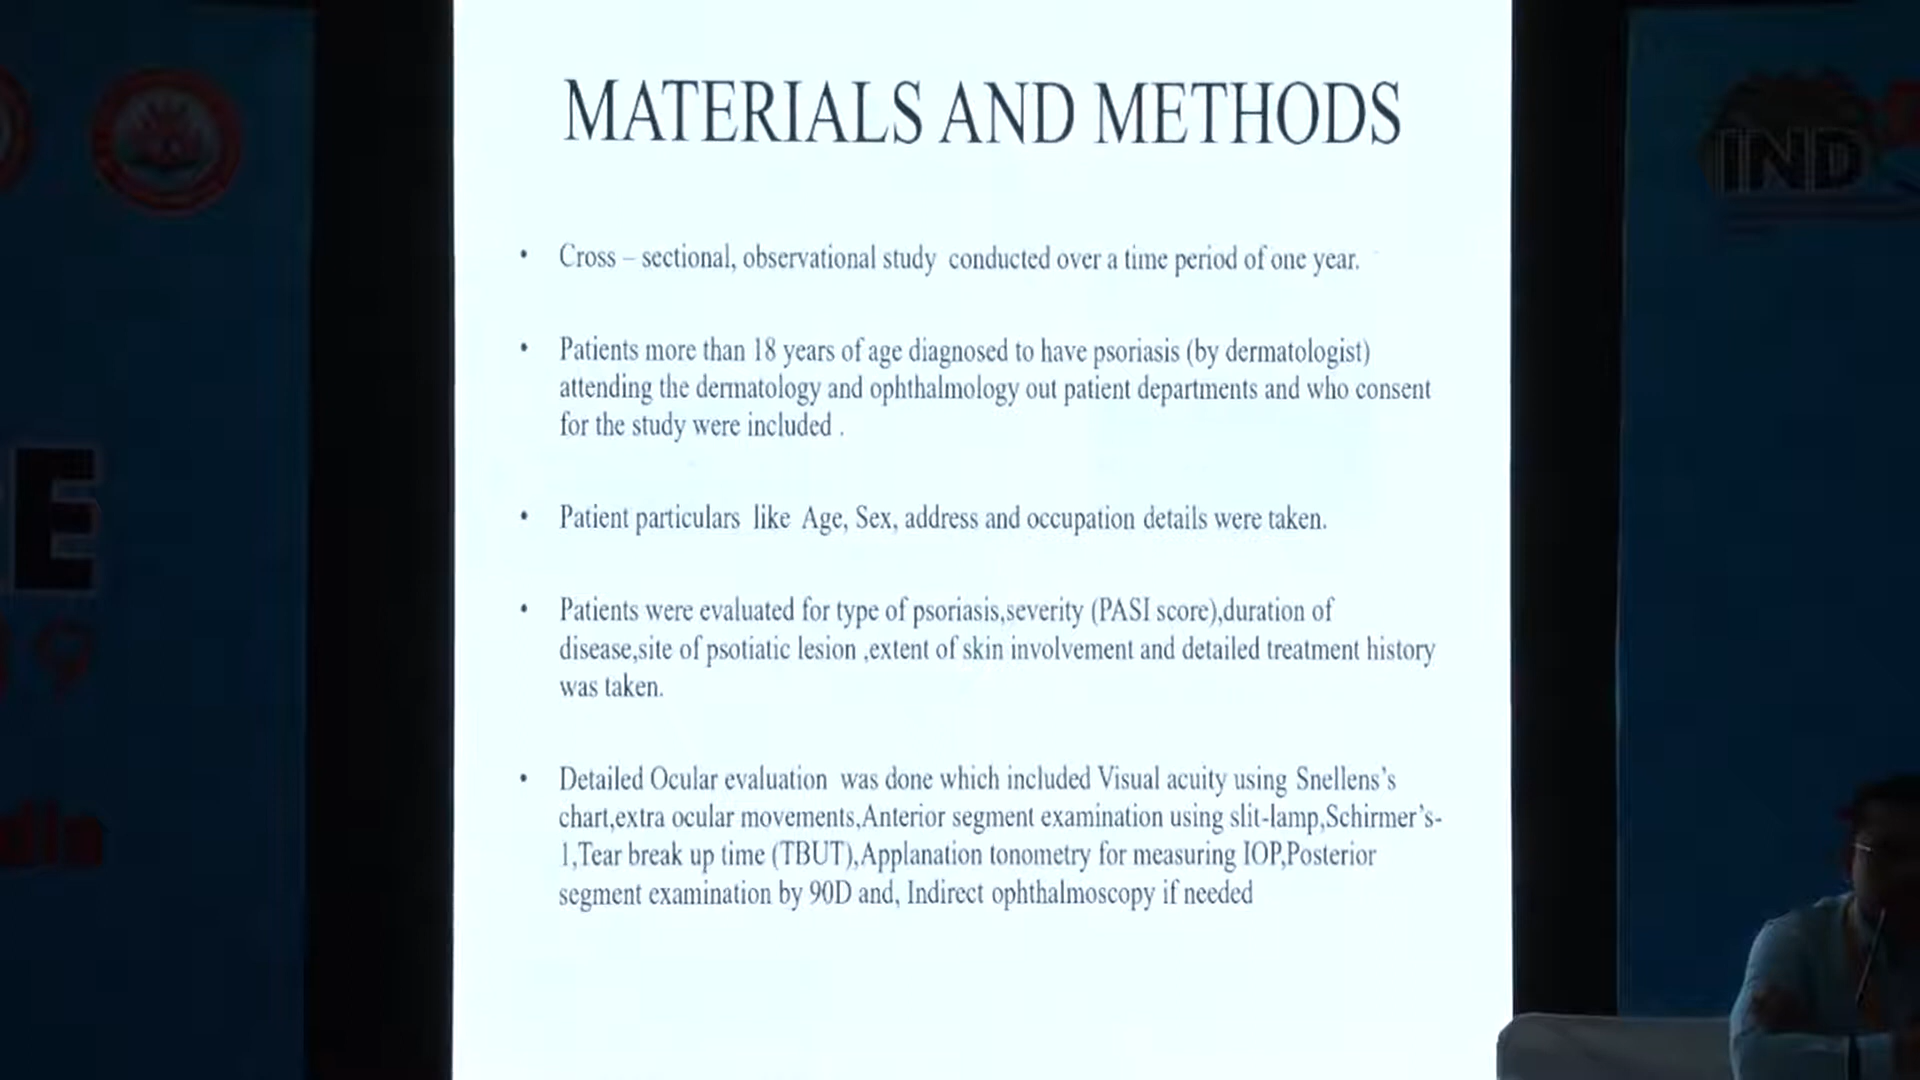 MATERIALS AND METHODS
• Cross – sectional, observational study conducted over a time period of one year.
• Patients more than 18 years of age diagnosed to have psoriasis (by dermatologist)
attending the dermatology and ophthalmology out patient departments and who consent
for the study were included .
• Patient particulars like Age, Sex, address and occupation details were taken.
• Patients were evaluated for type of psoriasis,severity (PASI score),duration of
disease,site of psotiatic lesion ,extent of skin involvement and detailed treatment history
was taken.
• Detailed Ocular evaluation was done which included Visual acuity using Snellens’s
chart,extra ocular movements,Anterior segment examination using slit-lamp,Schirmer’s-
1,Tear break up time (TBUT),Applanation tonometry for measuring IOP,Posterior
segment examination by 90D and, Indirect ophthalmoscopy if needed
IND
E
dia